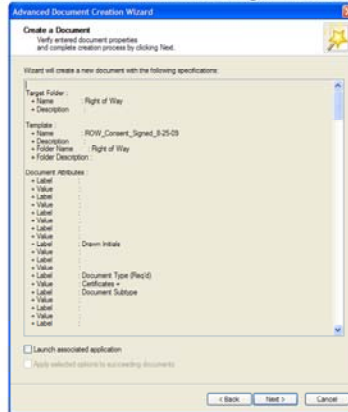 Advanced Document Creation Wizard
Create a Document
Verify entered document properties
and complete creation process by clicking Next.
Wizard will create a new document with the following specifications:
Target Folder :
+ Name : Right of Way
+ Description :
Template :
+ Name : ROW_Consent_Signed_8-25-09
+ Description :
+ Folder Name : Right of Way
+ Folder Description :
Document Attributes :
+ Label :
+ Value :
+ Label :
+ Value :
+ Label :
+ Value :
+ Label :
+ Value :
- Label : Drawn Initials
+ Value :
+ Label :
+ Value :
+ Label : Document Type (Req'd)
+ Value : Certificates +
+ Label : Document Subtype
+ Value :
+ Label :
+ Value :
+ Label :
Launch associated application
Apply selected options to succeeding documents
< Back
Next >
Cancel